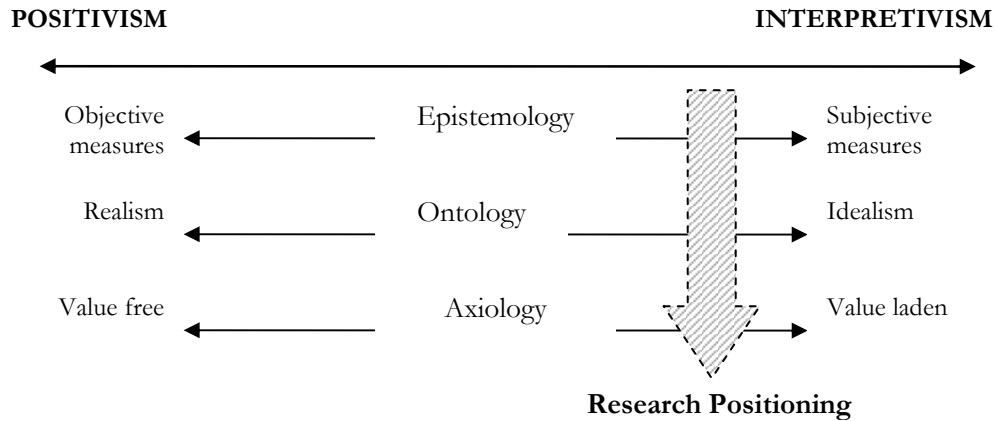 POSITIVISM
INTERPRETIVISM
Objective
measures
Epistemology
Subjective
measures
Realism
Ontology
Idealism
Value free
Axiology
Value laden
Research Positioning